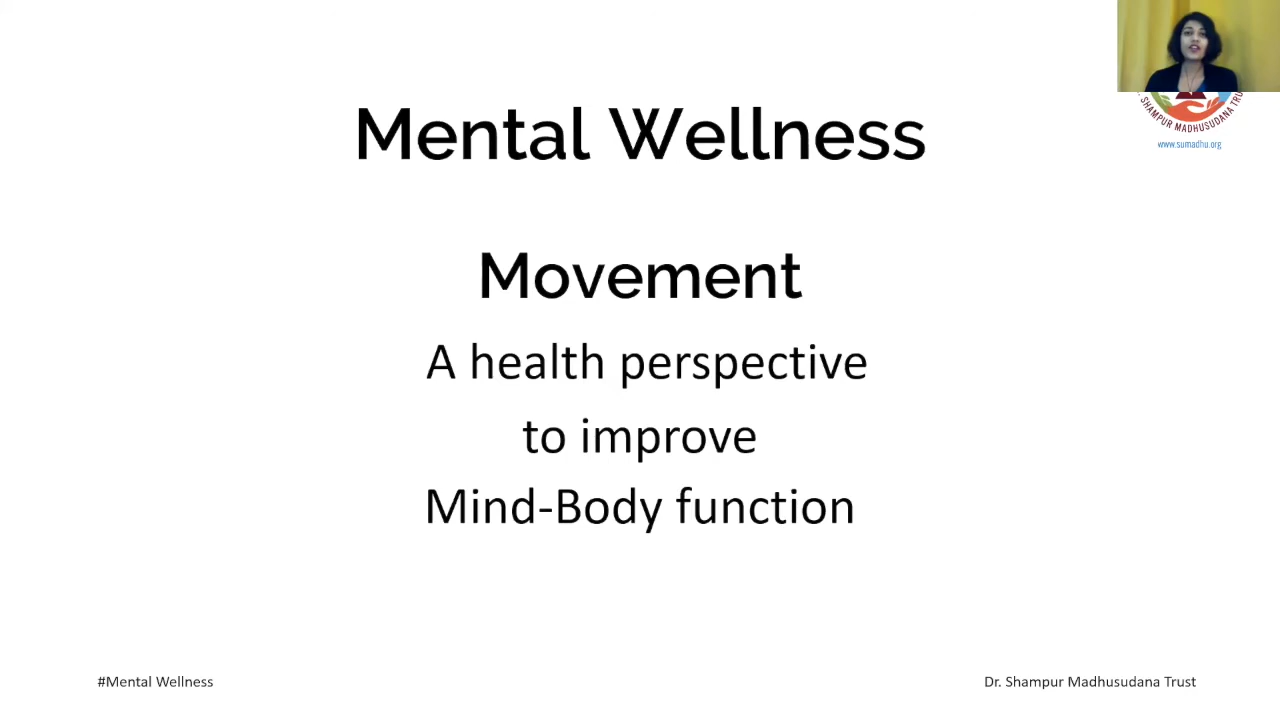 Mental Wellness
SHAMPUR MADHUSUDANA TRU
www.sumadhu.org
Movement
A health perspective
to improve
Mind-Body function
#Mental Wellness
Dr. Shampur Madhusudana Trust